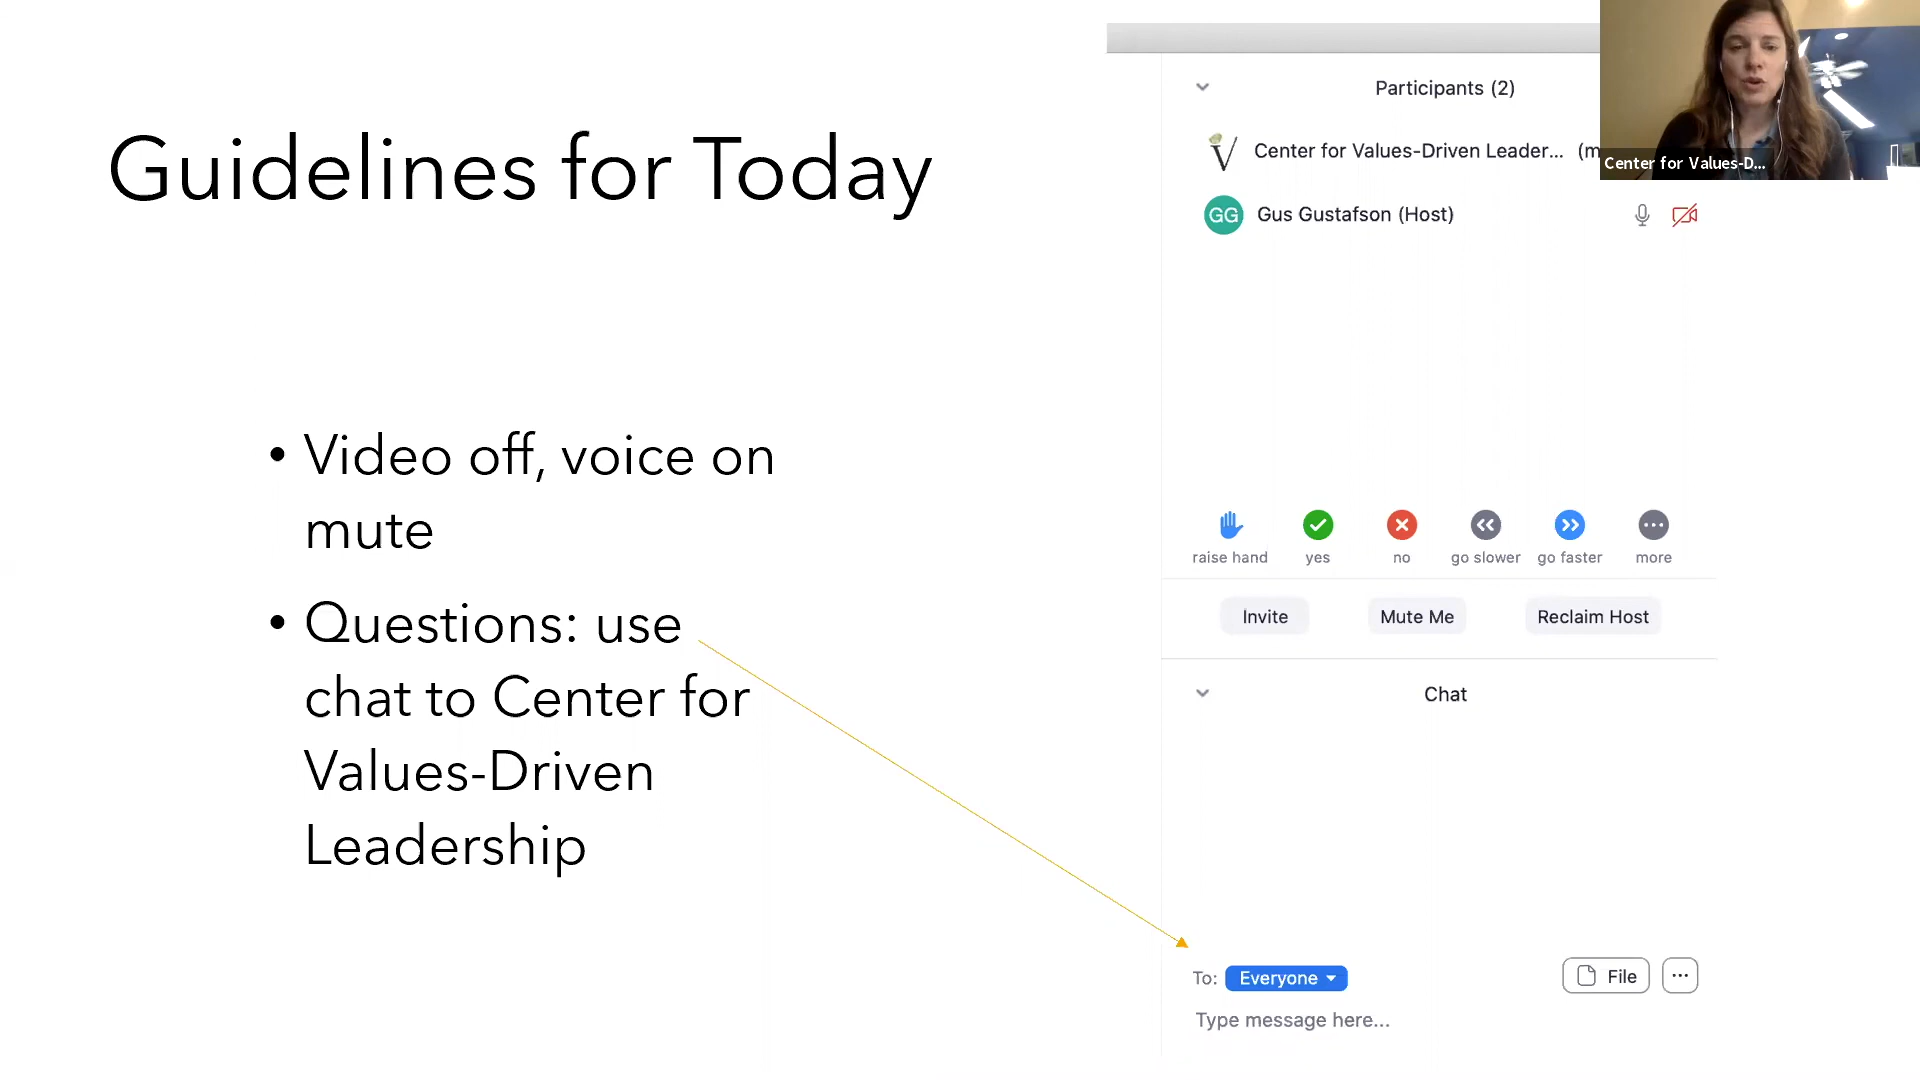 Guidelines for Today
• Video off, voice on
mute
• Questions: use
chat to Center for
Values-Driven
Leadership
Participants (2)
V Center for Values-Driven Leader... (m
GG Gus Gustafson (Host)
raise hand yes no go slower go faster more
Invite Mute Me Reclaim Host
Chat
To: Everyone File
Type message here...
Center for Values-D...